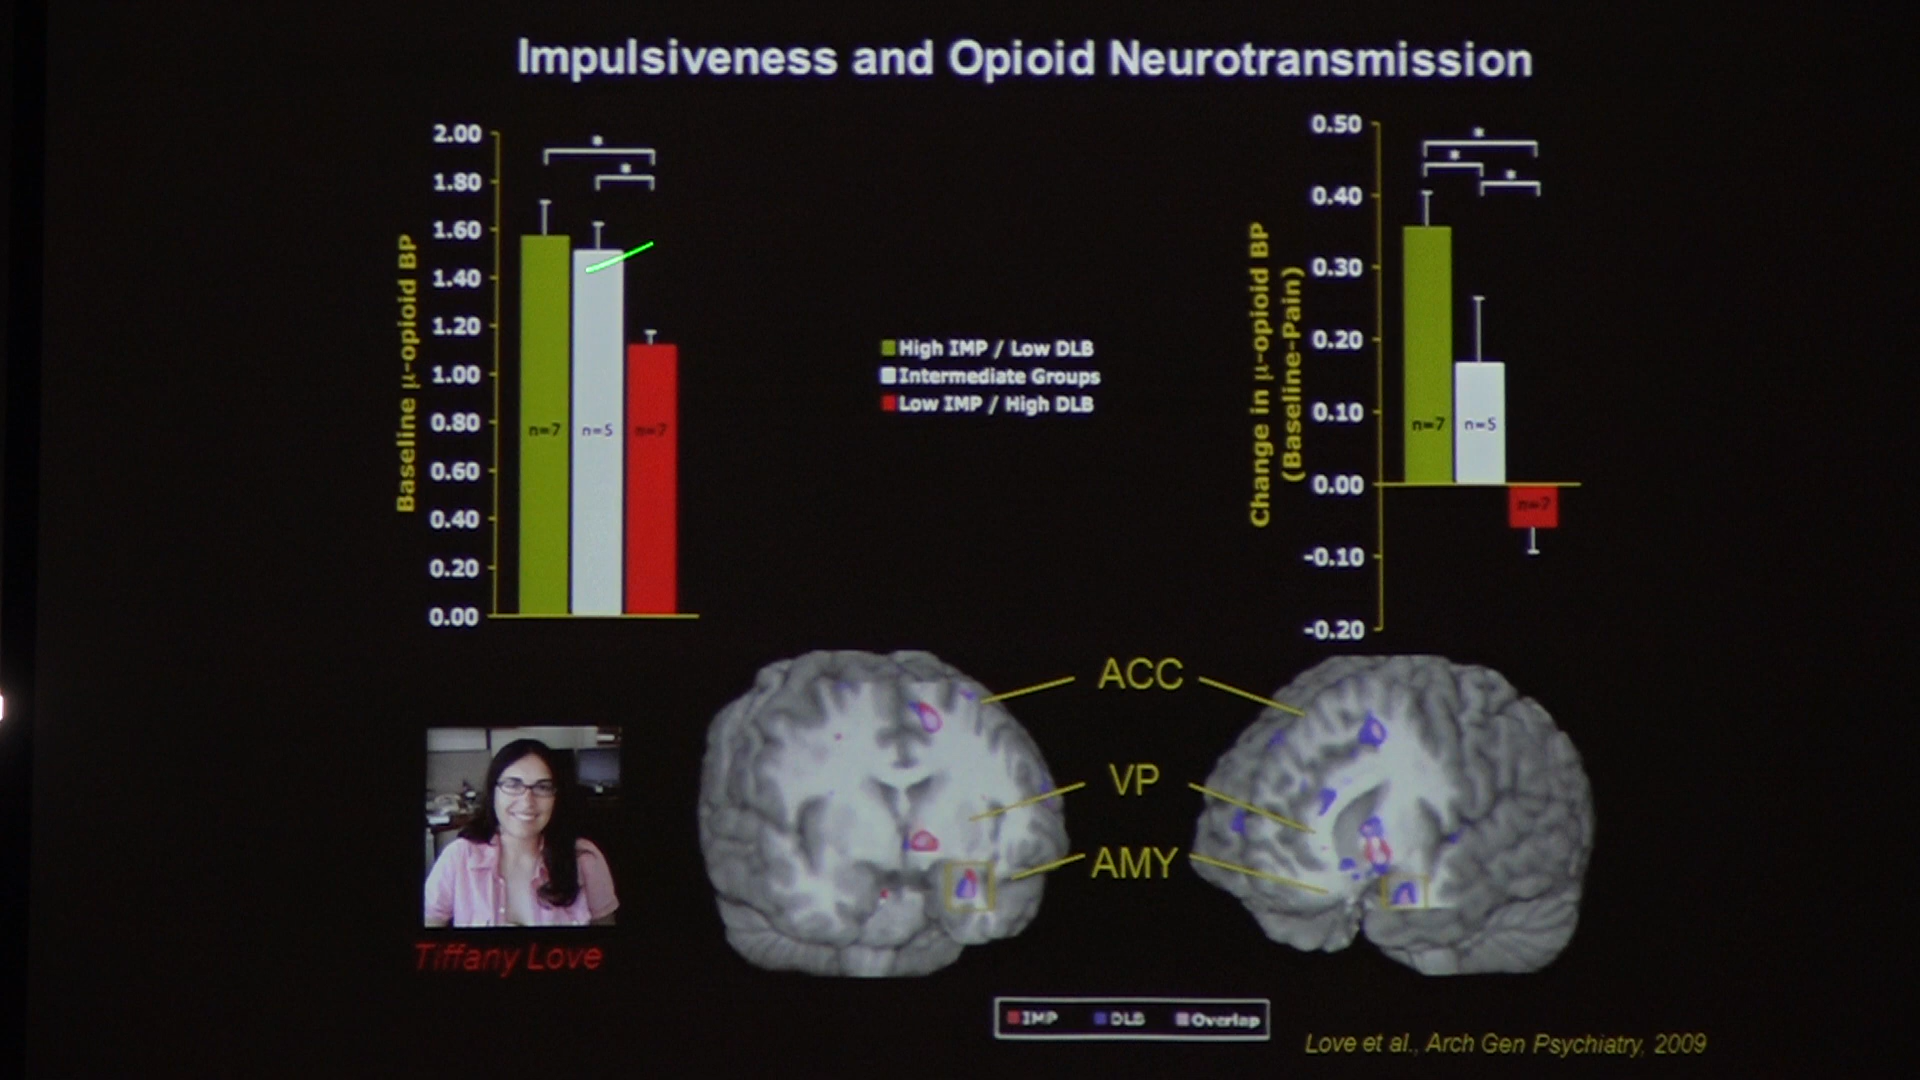 Impulsiveness and Opioid Neurotransmission
Baseline μ-opioid BP
2.00
1.80
1.60
1.40
1.20
1.00
0.80
0.60
0.40
0.20
0.00
*
*
n=7
n=5
n=7
High IMP / Low DLB
Intermediate Groups
Low IMP / High DLB
Change in μ-opioid BP
(Baseline-Pain)
0.50
0.40
0.30
0.20
0.10
0.00
-0.10
-0.20
*
*
*
n=7
n=5
n=7
ACC
VP
AMY
Tiffany Love
IMP DLB Overlap
Love et al., Arch Gen Psychiatry, 2009